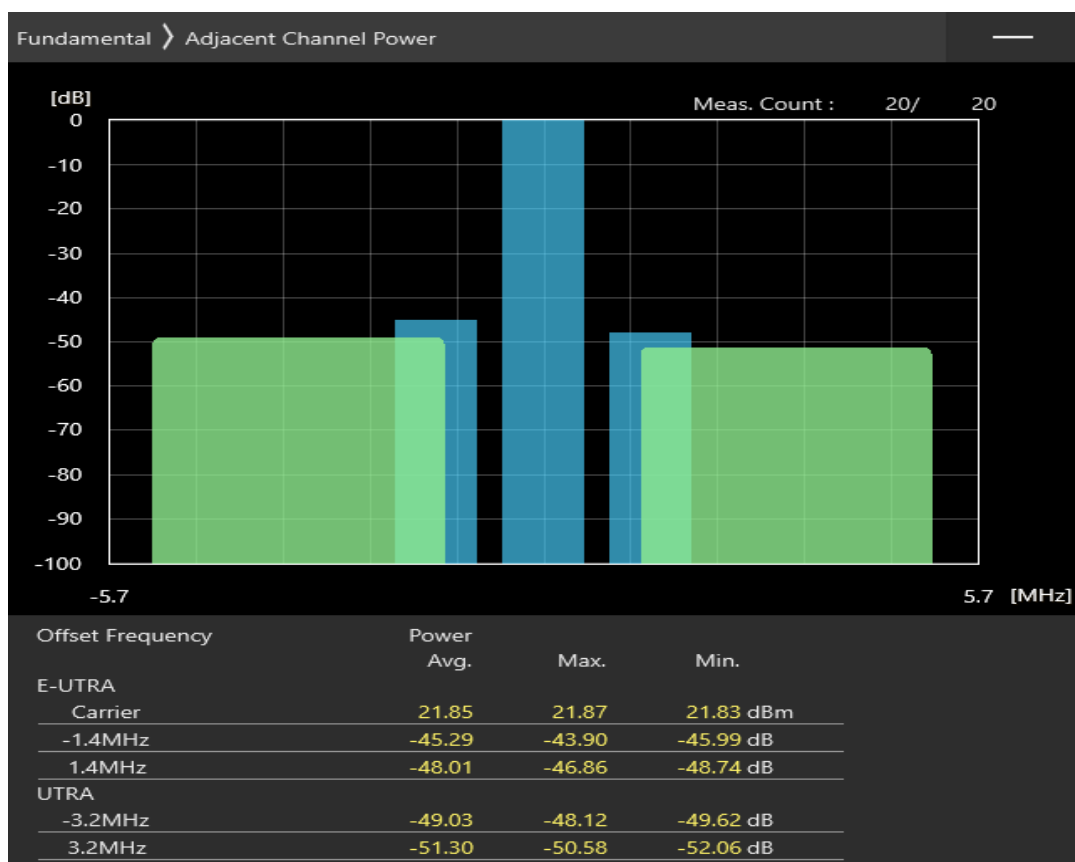 Fundamental ❯ Adjacent Channel Power
[dB]
Meas. Count : 20/ 20
0
-10
-20
-30
-40
-50
-60
-70
-80
-90
-100
-5.7 5.7 [MHz]
Offset Frequency Power
Avg. Max. Min.
E-UTRA
Carrier 21.85 21.87 21.83 dBm
-1.4MHz -45.29 -43.90 -45.99 dB
1.4MHz -48.01 -46.86 -48.74 dB
UTRA
-3.2MHz -49.03 -48.12 -49.62 dB
3.2MHz -51.30 -50.58 -52.06 dB